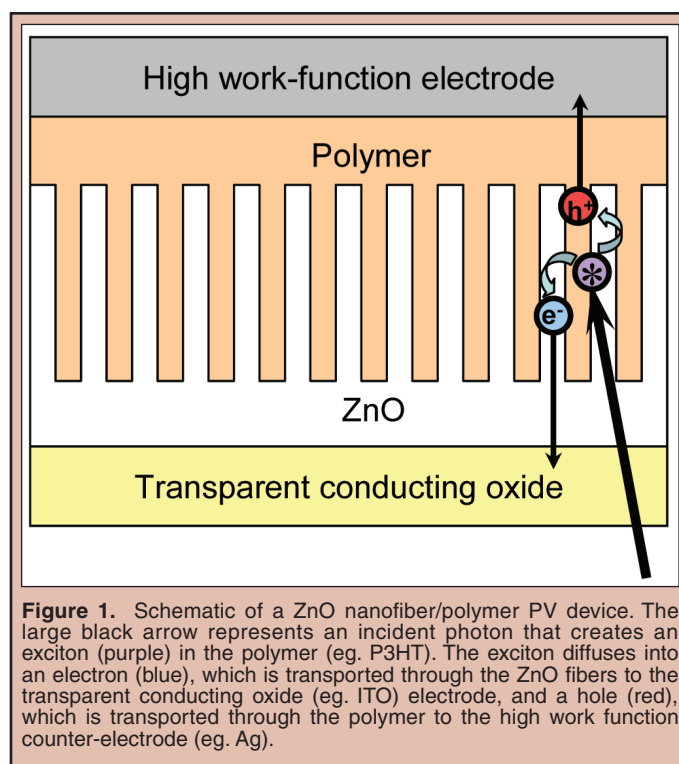 High work-function electrode
Polymer
h+
*
e-
ZnO
Transparent conducting oxide
Figure 1. Schematic of a ZnO nanofiber/polymer PV device. The
large black arrow represents an incident photon that creates an
exciton (purple) in the polymer (eg. P3HT). The exciton diffuses into
an electron (blue), which is transported through the ZnO fibers to the
transparent conducting oxide (eg. ITO) electrode, and a hole (red),
which is transported through the polymer to the high work function
counter-electrode (eg. Ag).